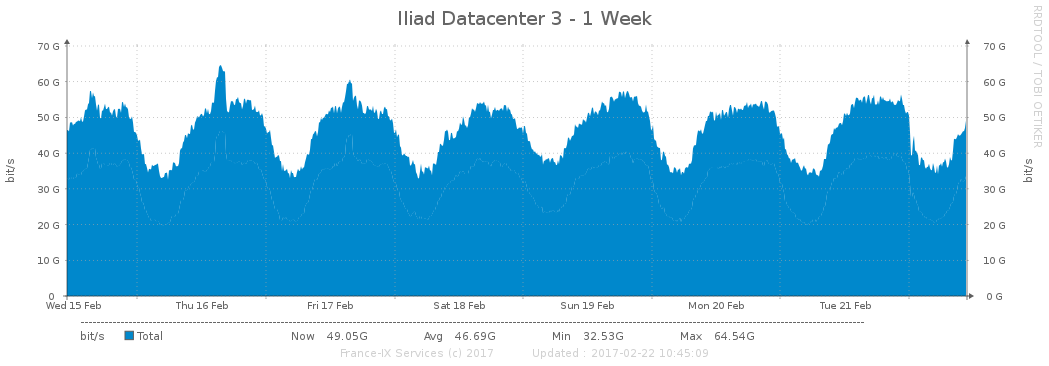 Iliad Datacenter 3 - 1 Week
RRDTOOL / TOBI OETIKER
70 G 70 G
60 G 60 G
50 G 50 G
40 G 40 G
30 G 30 G
20 G 20 G
10 G 10 G
0 0 G
bit/s bit/s
Wed 15 Feb Thu 16 Feb Fri 17 Feb Sat 18 Feb Sun 19 Feb Mon 20 Feb Tue 21 Feb
bit/s Total Now 49.05G Avg 46.69G Min 32.53G Max 64.54G
France-IX Services (c) 2017 Updated : 2017-02-22 10:45:09